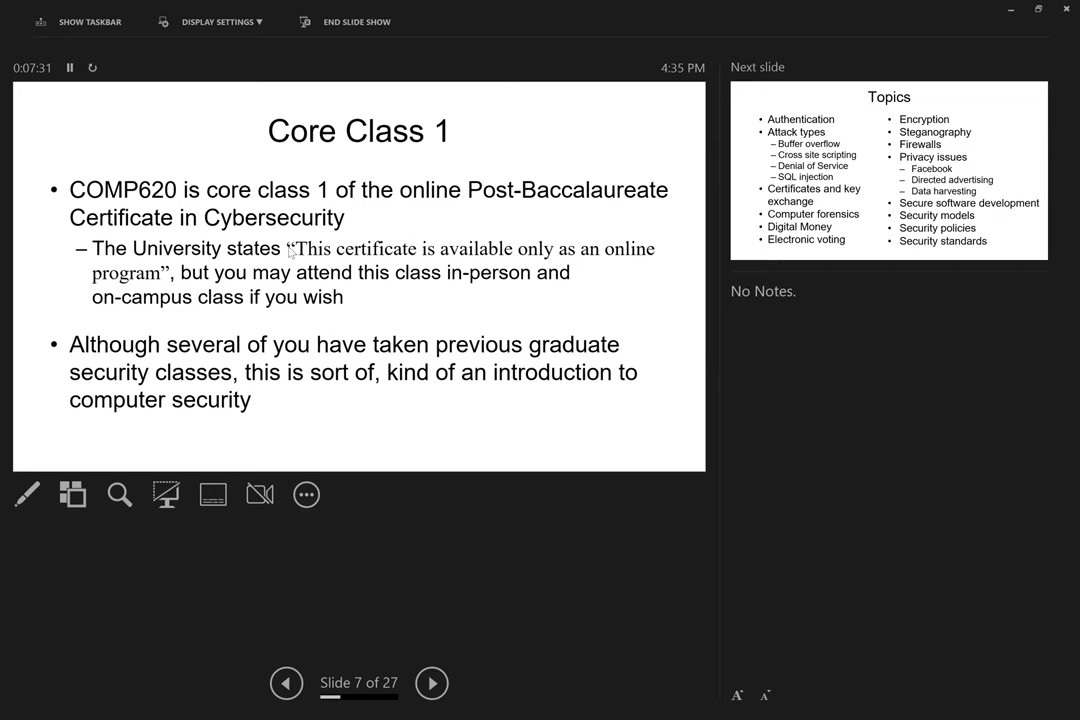 SHOW TASKBAR DISPLAY SETTINGS ▼ END SLIDE SHOW
0:07:31 4:35 PM
Core Class 1
• COMP620 is core class 1 of the online Post-Baccalaureate
Certificate in Cybersecurity
– The University states “This certificate is available only as an online
program”, but you may attend this class in-person and
on-campus class if you wish
• Although several of you have taken previous graduate
security classes, this is sort of, kind of an introduction to
computer security
Slide 7 of 27
Next slide
Topics
• Authentication
• Attack types
– Buffer overflow
– Cross site scripting
– Denial of Service
– SQL injection
• Certificates and key
exchange
• Computer forensics
• Digital Money
• Electronic voting
• Encryption
• Steganography
• Firewalls
• Privacy issues
– Facebook
– Directed advertising
– Data harvesting
• Secure software development
• Security models
• Security policies
• Security standards
No Notes.
A A